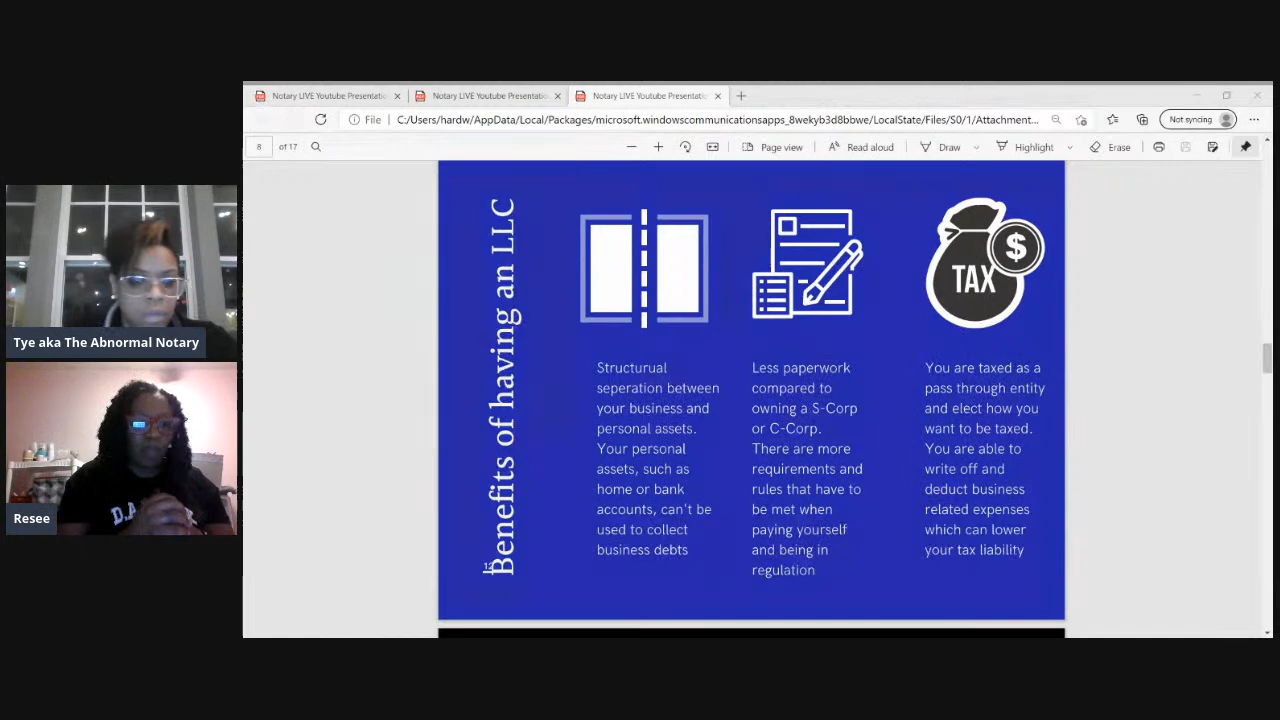 Notary LIVE Youtube Presentatic
Notary LIVE Youtube Presentatio
Notary LIVE Youtube Presentatio
File
C:/Users/hardw/AppData/Local/Packages/microsoft.windowscommunicationsapps_8wekyb3d8bbwe/LocalState/Files/S0/1/Attachment...
Not syncing
8 of 17
Page view
Read aloud
Draw
Highlight
Erase
Tye aka The Abnormal Notary
Resee
Benefits of having an LLC
12
Structurual
seperation between
your business and
personal assets.
Your personal
assets, such as
home or bank
accounts, can't be
used to collect
business debts
Less paperwork
compared to
owning a S-Corp
or C-Corp.
There are more
requirements and
rules that have to
be met when
paying yourself
and being in
regulation
TAX
$
You are taxed as a
pass through entity
and elect how you
want to be taxed.
You are able to
write off and
deduct business
related expenses
which can lower
your tax liability